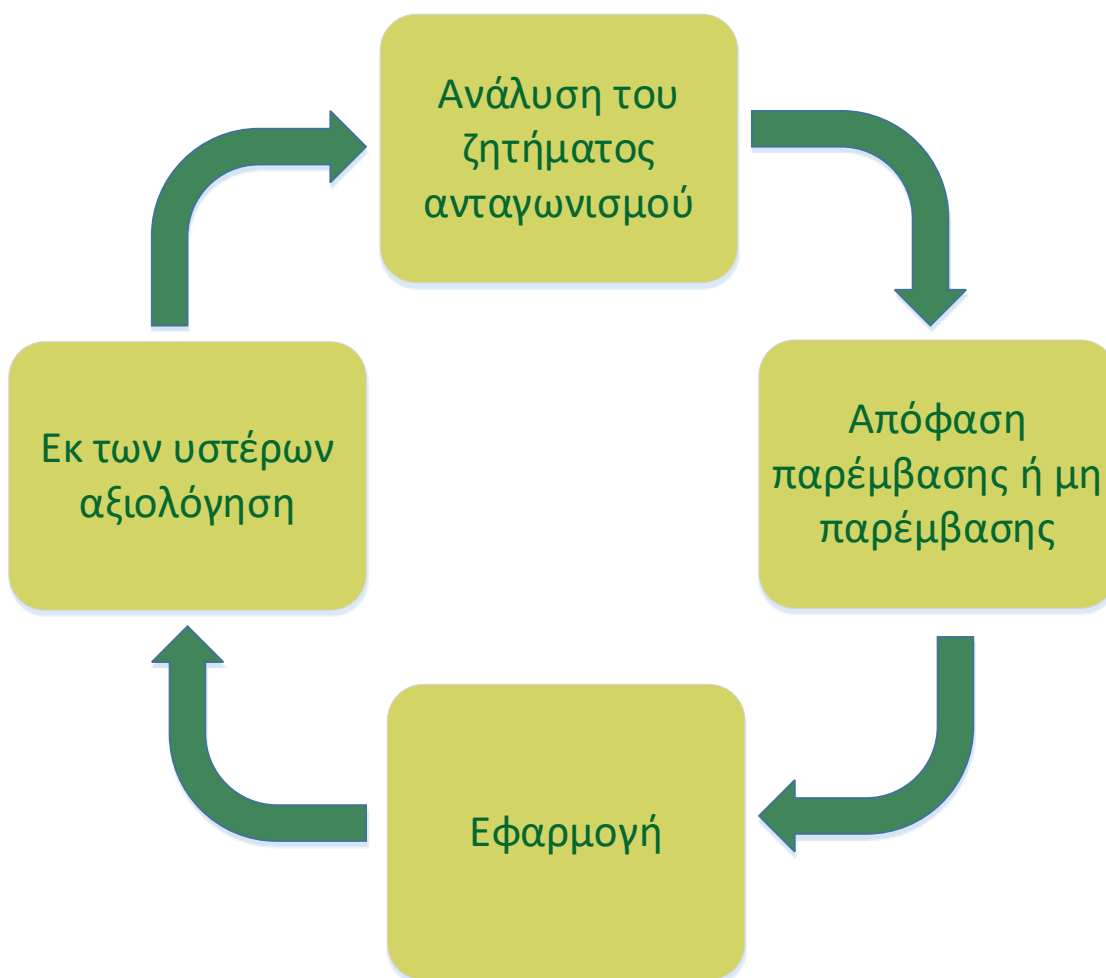 Ανάλυση του
ζητήματος
ανταγωνισμού
Απόφαση
παρέμβασης ή μη
παρέμβασης
Εφαρμογή
Εκ των υστέρων
αξιολόγηση